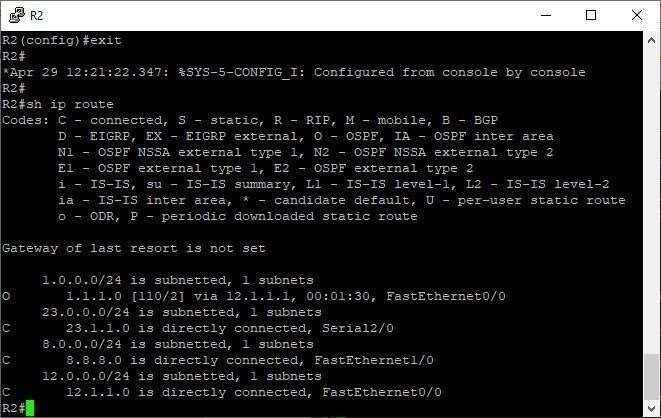 R2
R2(config)#exit
R2#
*Apr 29 12:21:22.347: %SYS-5-CONFIG_I: Configured from console by console
R2#
R2#sh ip route
Codes: C - connected, S - static, R - RIP, M - mobile, B - BGP
       D - EIGRP, EX - EIGRP external, O - OSPF, IA - OSPF inter area
       N1 - OSPF NSSA external type 1, N2 - OSPF NSSA external type 2
       E1 - OSPF external type 1, E2 - OSPF external type 2
       i - IS-IS, su - IS-IS summary, L1 - IS-IS level-1, L2 - IS-IS level-2
       ia - IS-IS inter area, * - candidate default, U - per-user static route
       o - ODR, P - periodic downloaded static route
Gateway of last resort is not set
     1.0.0.0/24 is subnetted, 1 subnets
O       1.1.1.0 [110/2] via 12.1.1.1, 00:01:30, FastEthernet0/0
     23.0.0.0/24 is subnetted, 1 subnets
C       23.1.1.0 is directly connected, Serial2/0
     8.0.0.0/24 is subnetted, 1 subnets
C       8.8.8.0 is directly connected, FastEthernet1/0
     12.0.0.0/24 is subnetted, 1 subnets
C       12.1.1.0 is directly connected, FastEthernet0/0
R2#